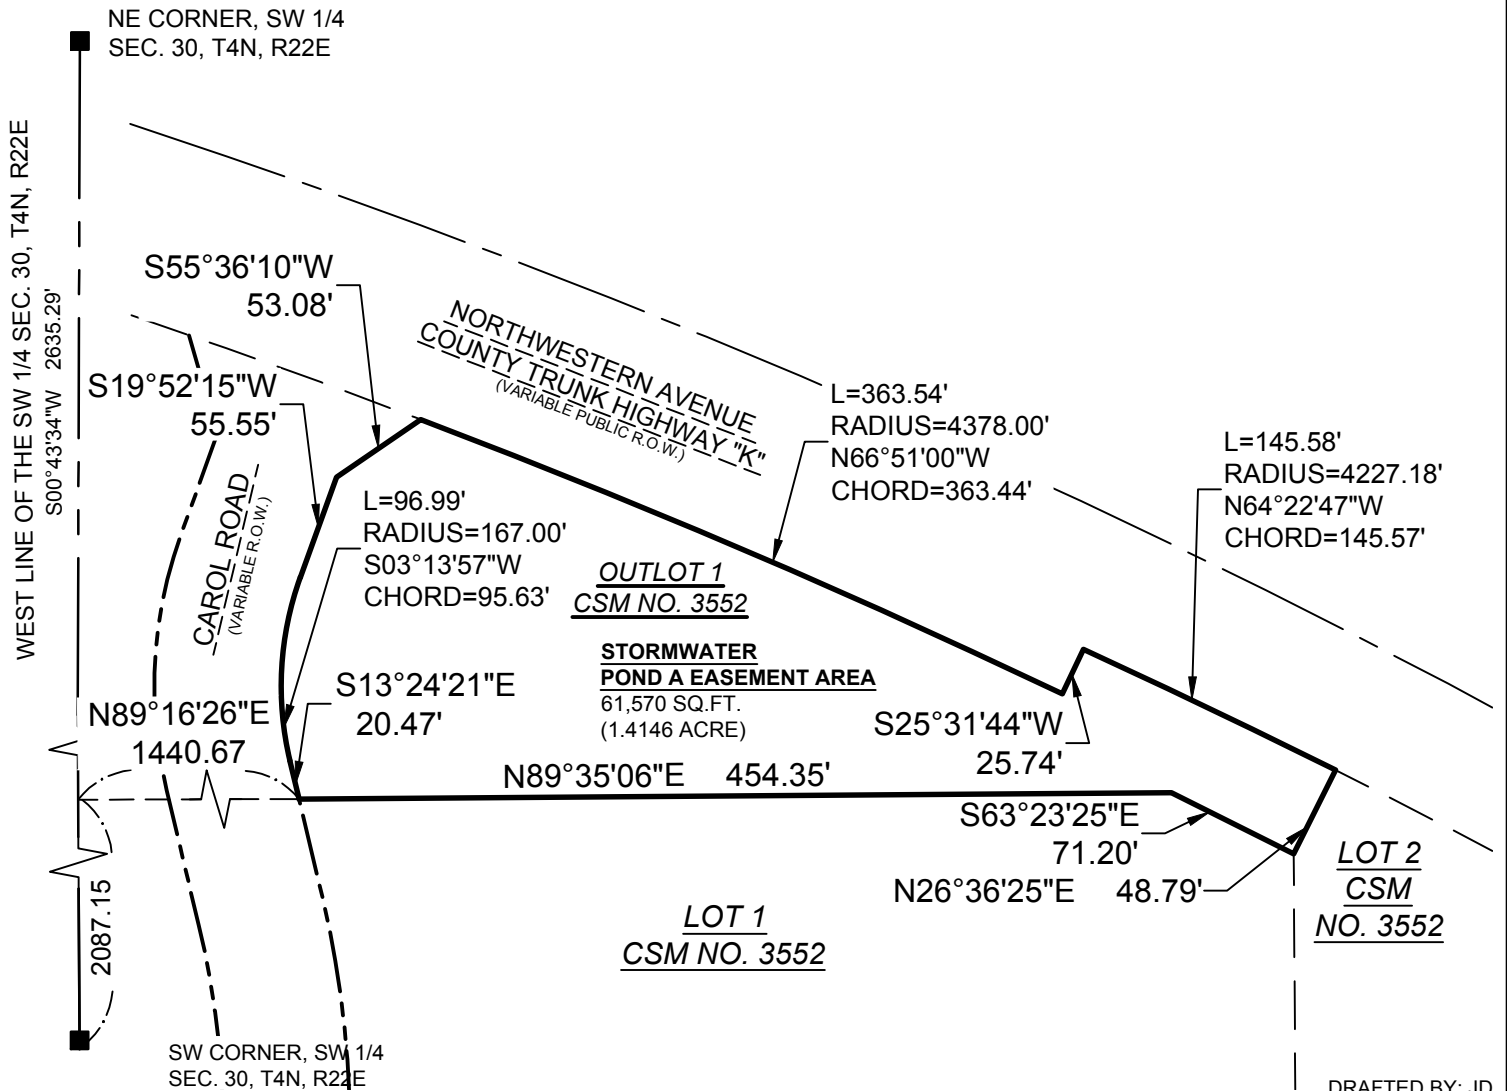 NE CORNER, SW 1/4
SEC. 30, T4N, R22E
WEST LINE OF THE SW 1/4 SEC. 30, T4N, R22E
S00°43'34"W 2635.29'
S55°36'10"W
53.08'
NORTHWESTERN AVENUE
COUNTY TRUNK HIGHWAY "K"
(VARIABLE PUBLIC R.O.W.)
S19°52'15"W
55.55'
L=363.54'
RADIUS=4378.00'
N66°51'00"W
CHORD=363.44'
L=145.58'
RADIUS=4227.18'
N64°22'47"W
CHORD=145.57'
CAROL ROAD
(VARIABLE R.O.W.)
L=96.99'
RADIUS=167.00'
S03°13'57"W
CHORD=95.63'
OUTLOT 1
CSM NO. 3552
STORMWATER
POND A EASEMENT AREA
61,570 SQ.FT.
(1.4146 ACRE)
S13°24'21"E
20.47'
N89°16'26"E
1440.67
S25°31'44"W
25.74'
N89°35'06"E 454.35'
S63°23'25"E
71.20'
N26°36'25"E 48.79'
LOT 2
CSM
NO. 3552
LOT 1
CSM NO. 3552
2087.15
SW CORNER, SW 1/4
SEC. 30, T4N, R22E
DRAFTED BY: JD